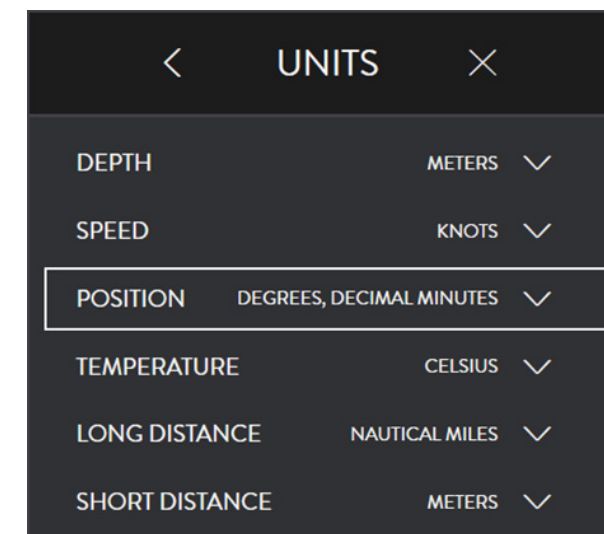 UNITS
DEPTH METERS
SPEED KNOTS
POSITION DEGREES, DECIMAL MINUTES
TEMPERATURE CELSIUS
LONG DISTANCE NAUTICAL MILES
SHORT DISTANCE METERS